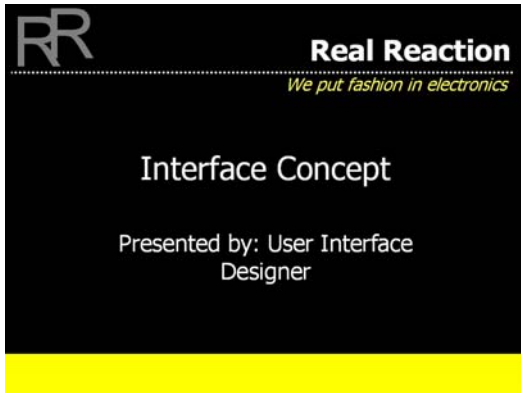 RR
Real Reaction
We put fashion in electronics
Interface Concept
Presented by: User Interface
Designer